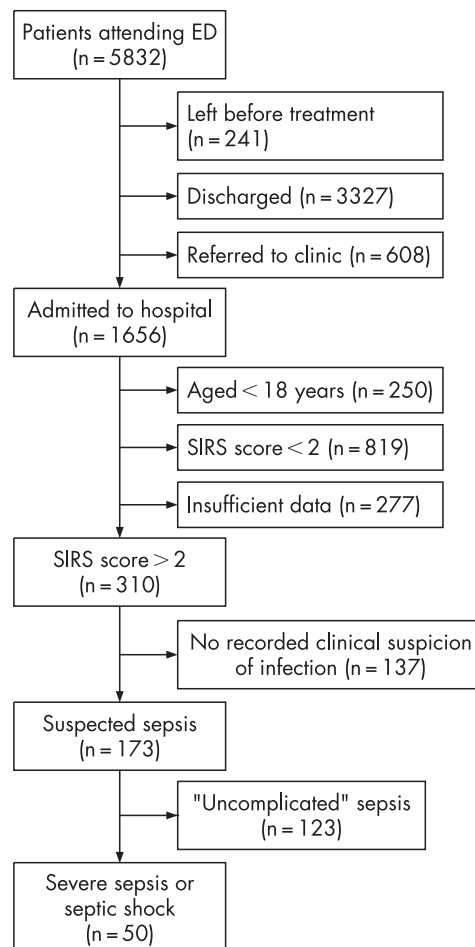 Patients attending ED
(n = 5832)
Left before treatment
(n = 241)
Discharged (n = 3327)
Referred to clinic (n = 608)
Admitted to hospital
(n = 1656)
Aged < 18 years (n = 250)
SIRS score < 2 (n = 819)
Insufficient data (n = 277)
SIRS score > 2
(n = 310)
No recorded clinical suspicion
of infection (n = 137)
Suspected sepsis
(n = 173)
"Uncomplicated" sepsis
(n = 123)
Severe sepsis or
septic shock
(n = 50)